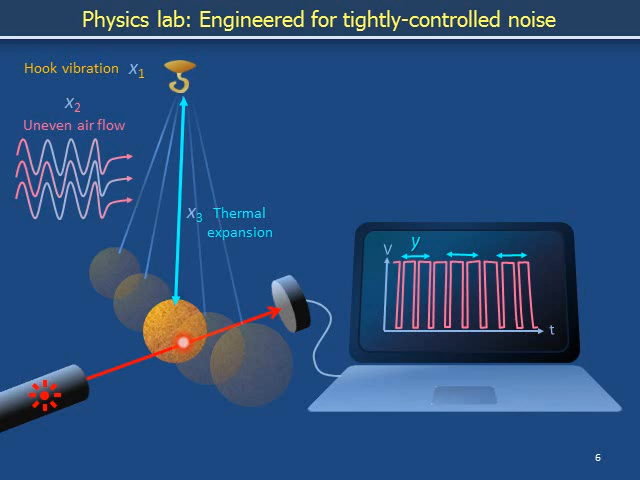 Physics lab: Engineered for tightly-controlled noise
Hook vibration x1
x2
Uneven air flow
x3 Thermal
expansion
V
y
t
6